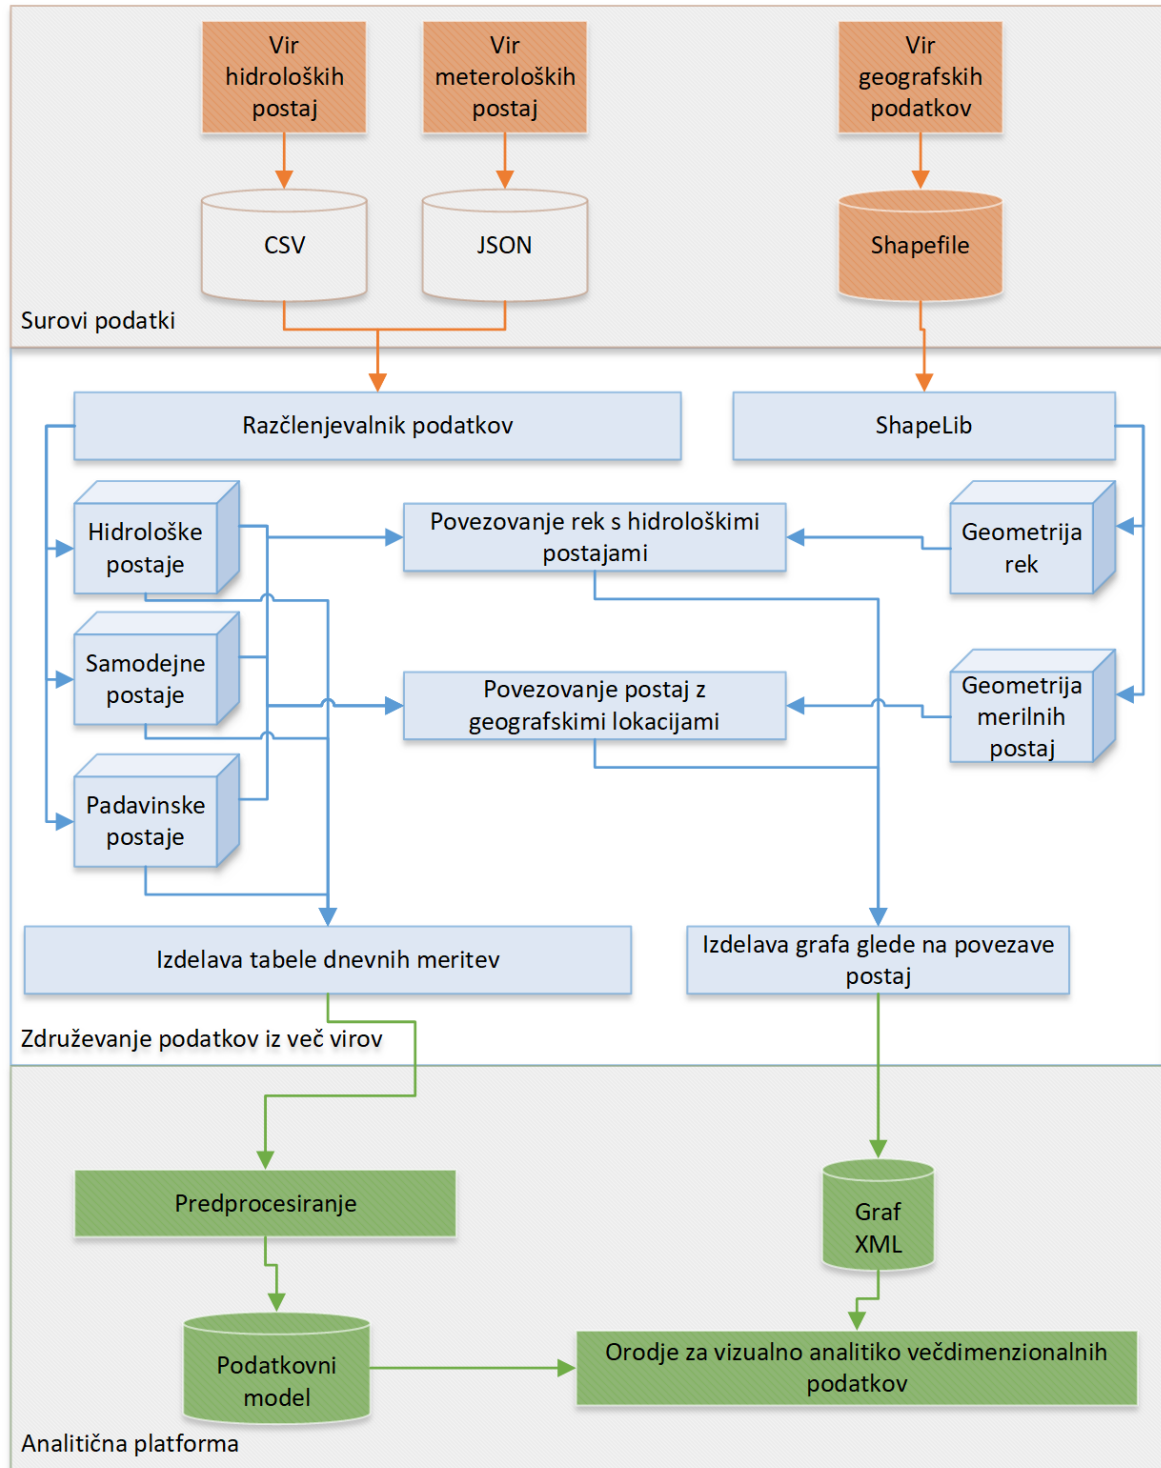 Vir
hidroloških
postaj
Vir
meteroloških
postaj
Vir
geografskih
podatkov
CSV
JSON
Shapefile
Surovi podatki
Razčlenjevalnik podatkov
ShapeLib
Hidrološke
postaje
Povezovanje rek s hidrološkimi
postajami
Geometrija
rek
Samodejne
postaje
Povezovanje postaj z
geografskimi lokacijami
Geometrija
merilnih
postaj
Padavinske
postaje
Izdelava tabele dnevnih meritev
Izdelava grafa glede na povezave
postaj
Združevanje podatkov iz več virov
Predprocesiranje
Graf
XML
Podatkovni
model
Orodje za vizualno analitiko večdimenzionalnih
podatkov
Analitična platforma